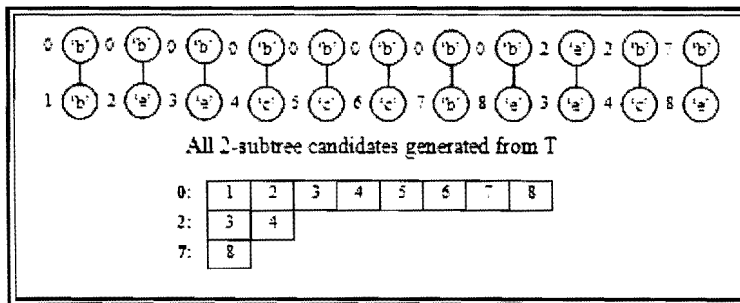 0 'b' 0 'b' 0 'b' 0 'b' 0 'b' 0 'b' 0 'b' 0 'b' 2 'e' 2 'b' 7 'b'
1 'b' 2 'e' 3 'e' 4 'c' 5 'c' 6 'c' 7 'b' 8 'e' 3 'e' 4 'c' 8 'e'
All 2-subtree candidates generated from T
0: 1 2 3 4 5 6 7 8
2: 3 4
7: 8